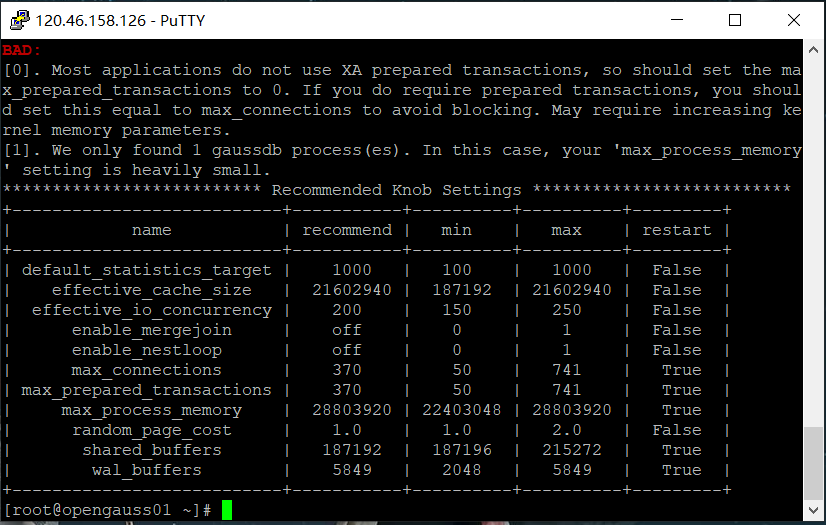 120.46.158.126 - PuTTY
BAD:
[0]. Most applications do not use XA prepared transactions, so should set the ma
x_prepared_transactions to 0. If you do require prepared transactions, you shoul
d set this equal to max_connections to avoid blocking. May require increasing ke
rnel memory parameters.
[1]. We only found 1 gaussdb process(es). In this case, your 'max_process_memory
' setting is heavily small.
************************** Recommended Knob Settings **************************
+---------------------------+-----------+----------+----------+---------+
|            name           | recommend |   min    |   max    | restart |
+---------------------------+-----------+----------+----------+---------+
| default_statistics_target |    1000   |   100    |   1000   |  False  |
|    effective_cache_size   |  21602940 |  187192  | 21602940 |  False  |
|  effective_io_concurrency |    200    |   150    |   250    |  False  |
|      enable_mergejoin     |    off    |    0     |    1     |  False  |
|      enable_nestloop      |    off    |    0     |    1     |  False  |
|      max_connections      |    370    |    50    |   741    |   True  |
| max_prepared_transactions |    370    |    50    |   741    |   True  |
|     max_process_memory    |  28803920 | 22403048 | 28803920 |   True  |
|      random_page_cost     |    1.0    |   1.0    |   2.0    |  False  |
|       shared_buffers      |   187192  |  187196  |  215272  |   True  |
|        wal_buffers        |    5849   |   2048   |   5849   |   True  |
+---------------------------+-----------+----------+----------+---------+
[root@opengauss01 ~]#